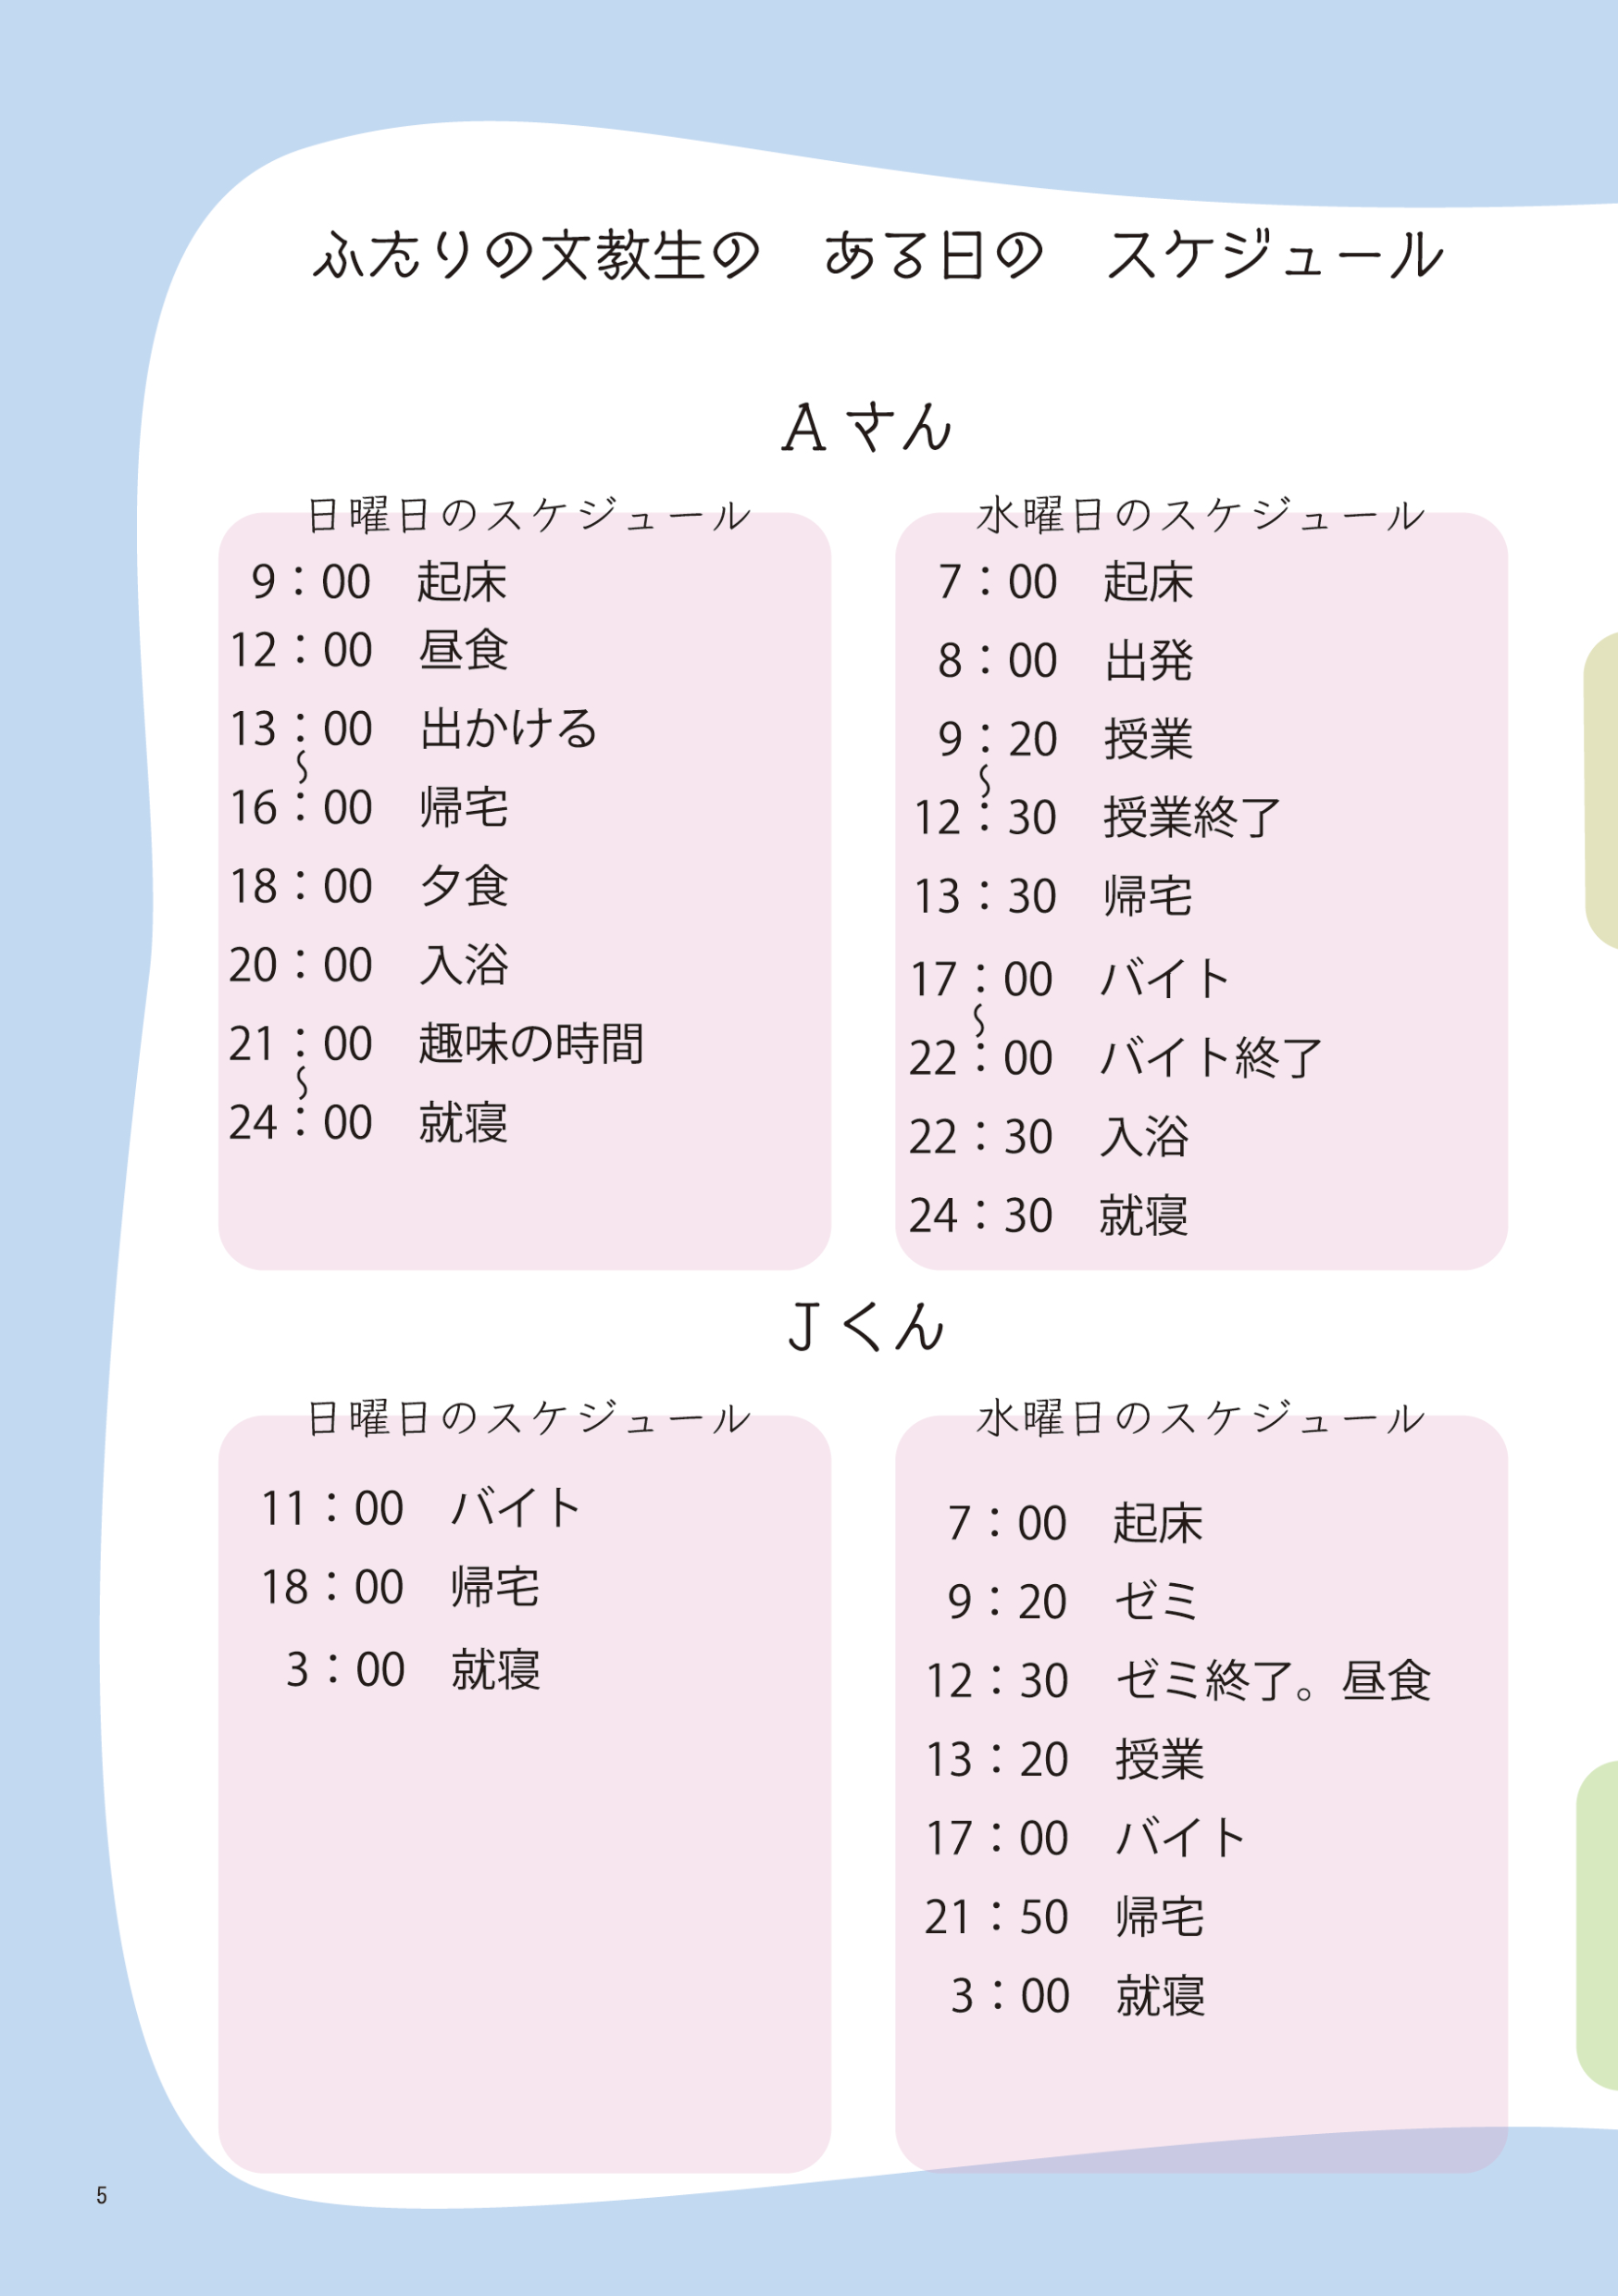 ふたりの文教生の　ある日の　スケジュール
Aさん
日曜日のスケジュール
9：00　起床
12：00　昼食
13：00　出かける
〜
16：00　帰宅
18：00　夕食
20：00　入浴
21：00　趣味の時間
〜
24：00　就寝
水曜日のスケジュール
7：00　起床
8：00　出発
9：20　授業
〜
12：30　授業終了
13：30　帰宅
17：00　バイト
〜
22：00　バイト終了
22：30　入浴
24：30　就寝
Jくん
日曜日のスケジュール
11：00　バイト
18：00　帰宅
3：00　就寝
水曜日のスケジュール
7：00　起床
9：20　ゼミ
12：30　ゼミ終了。昼食
13：20　授業
17：00　バイト
21：50　帰宅
3：00　就寝
5